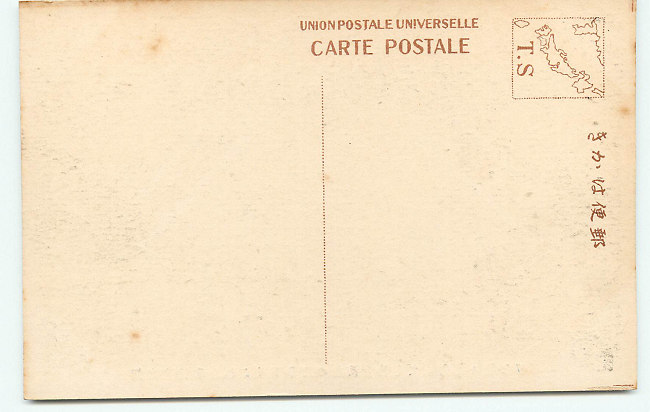 UNION POSTALE UNIVERSELLE
CARTE POSTALE
T.S
郵便はかき